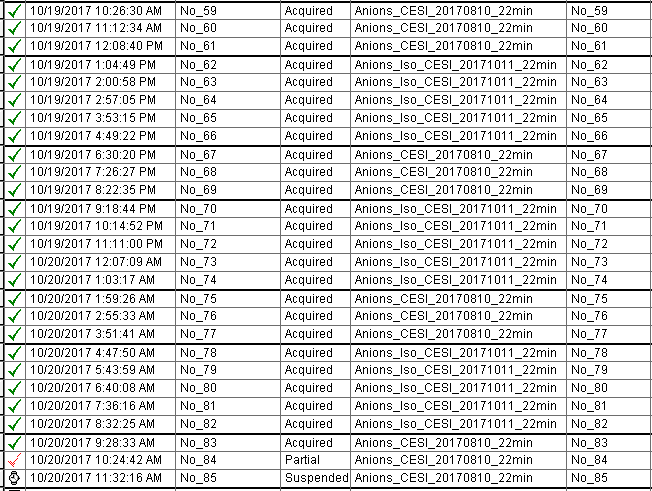 10/19/2017 10:26:30 AM No_59 Acquired Anions_CESI_20170810_22min No_59
10/19/2017 11:12:34 AM No_60 Acquired Anions_CESI_20170810_22min No_60
10/19/2017 12:08:40 PM No_61 Acquired Anions_CESI_20170810_22min No_61
10/19/2017 1:04:49 PM No_62 Acquired Anions_Iso_CESI_20171011_22min No_62
10/19/2017 2:00:58 PM No_63 Acquired Anions_Iso_CESI_20171011_22min No_63
10/19/2017 2:57:05 PM No_64 Acquired Anions_Iso_CESI_20171011_22min No_64
10/19/2017 3:53:15 PM No_65 Acquired Anions_Iso_CESI_20171011_22min No_65
10/19/2017 4:49:22 PM No_66 Acquired Anions_Iso_CESI_20171011_22min No_66
10/19/2017 6:30:20 PM No_67 Acquired Anions_CESI_20170810_22min No_67
10/19/2017 7:26:27 PM No_68 Acquired Anions_CESI_20170810_22min No_68
10/19/2017 8:22:35 PM No_69 Acquired Anions_CESI_20170810_22min No_69
10/19/2017 9:18:44 PM No_70 Acquired Anions_Iso_CESI_20171011_22min No_70
10/19/2017 10:14:52 PM No_71 Acquired Anions_Iso_CESI_20171011_22min No_71
10/19/2017 11:11:00 PM No_72 Acquired Anions_Iso_CESI_20171011_22min No_72
10/20/2017 12:07:09 AM No_73 Acquired Anions_Iso_CESI_20171011_22min No_73
10/20/2017 1:03:17 AM No_74 Acquired Anions_Iso_CESI_20171011_22min No_74
10/20/2017 1:59:26 AM No_75 Acquired Anions_CESI_20170810_22min No_75
10/20/2017 2:55:33 AM No_76 Acquired Anions_CESI_20170810_22min No_76
10/20/2017 3:51:41 AM No_77 Acquired Anions_CESI_20170810_22min No_77
10/20/2017 4:47:50 AM No_78 Acquired Anions_Iso_CESI_20171011_22min No_78
10/20/2017 5:43:59 AM No_79 Acquired Anions_Iso_CESI_20171011_22min No_79
10/20/2017 6:40:08 AM No_80 Acquired Anions_Iso_CESI_20171011_22min No_80
10/20/2017 7:36:16 AM No_81 Acquired Anions_Iso_CESI_20171011_22min No_81
10/20/2017 8:32:25 AM No_82 Acquired Anions_Iso_CESI_20171011_22min No_82
10/20/2017 9:28:33 AM No_83 Acquired Anions_CESI_20170810_22min No_83
10/20/2017 10:24:42 AM No_84 Partial Anions_CESI_20170810_22min No_84
10/20/2017 11:32:16 AM No_85 Suspended Anions_CESI_20170810_22min No_85